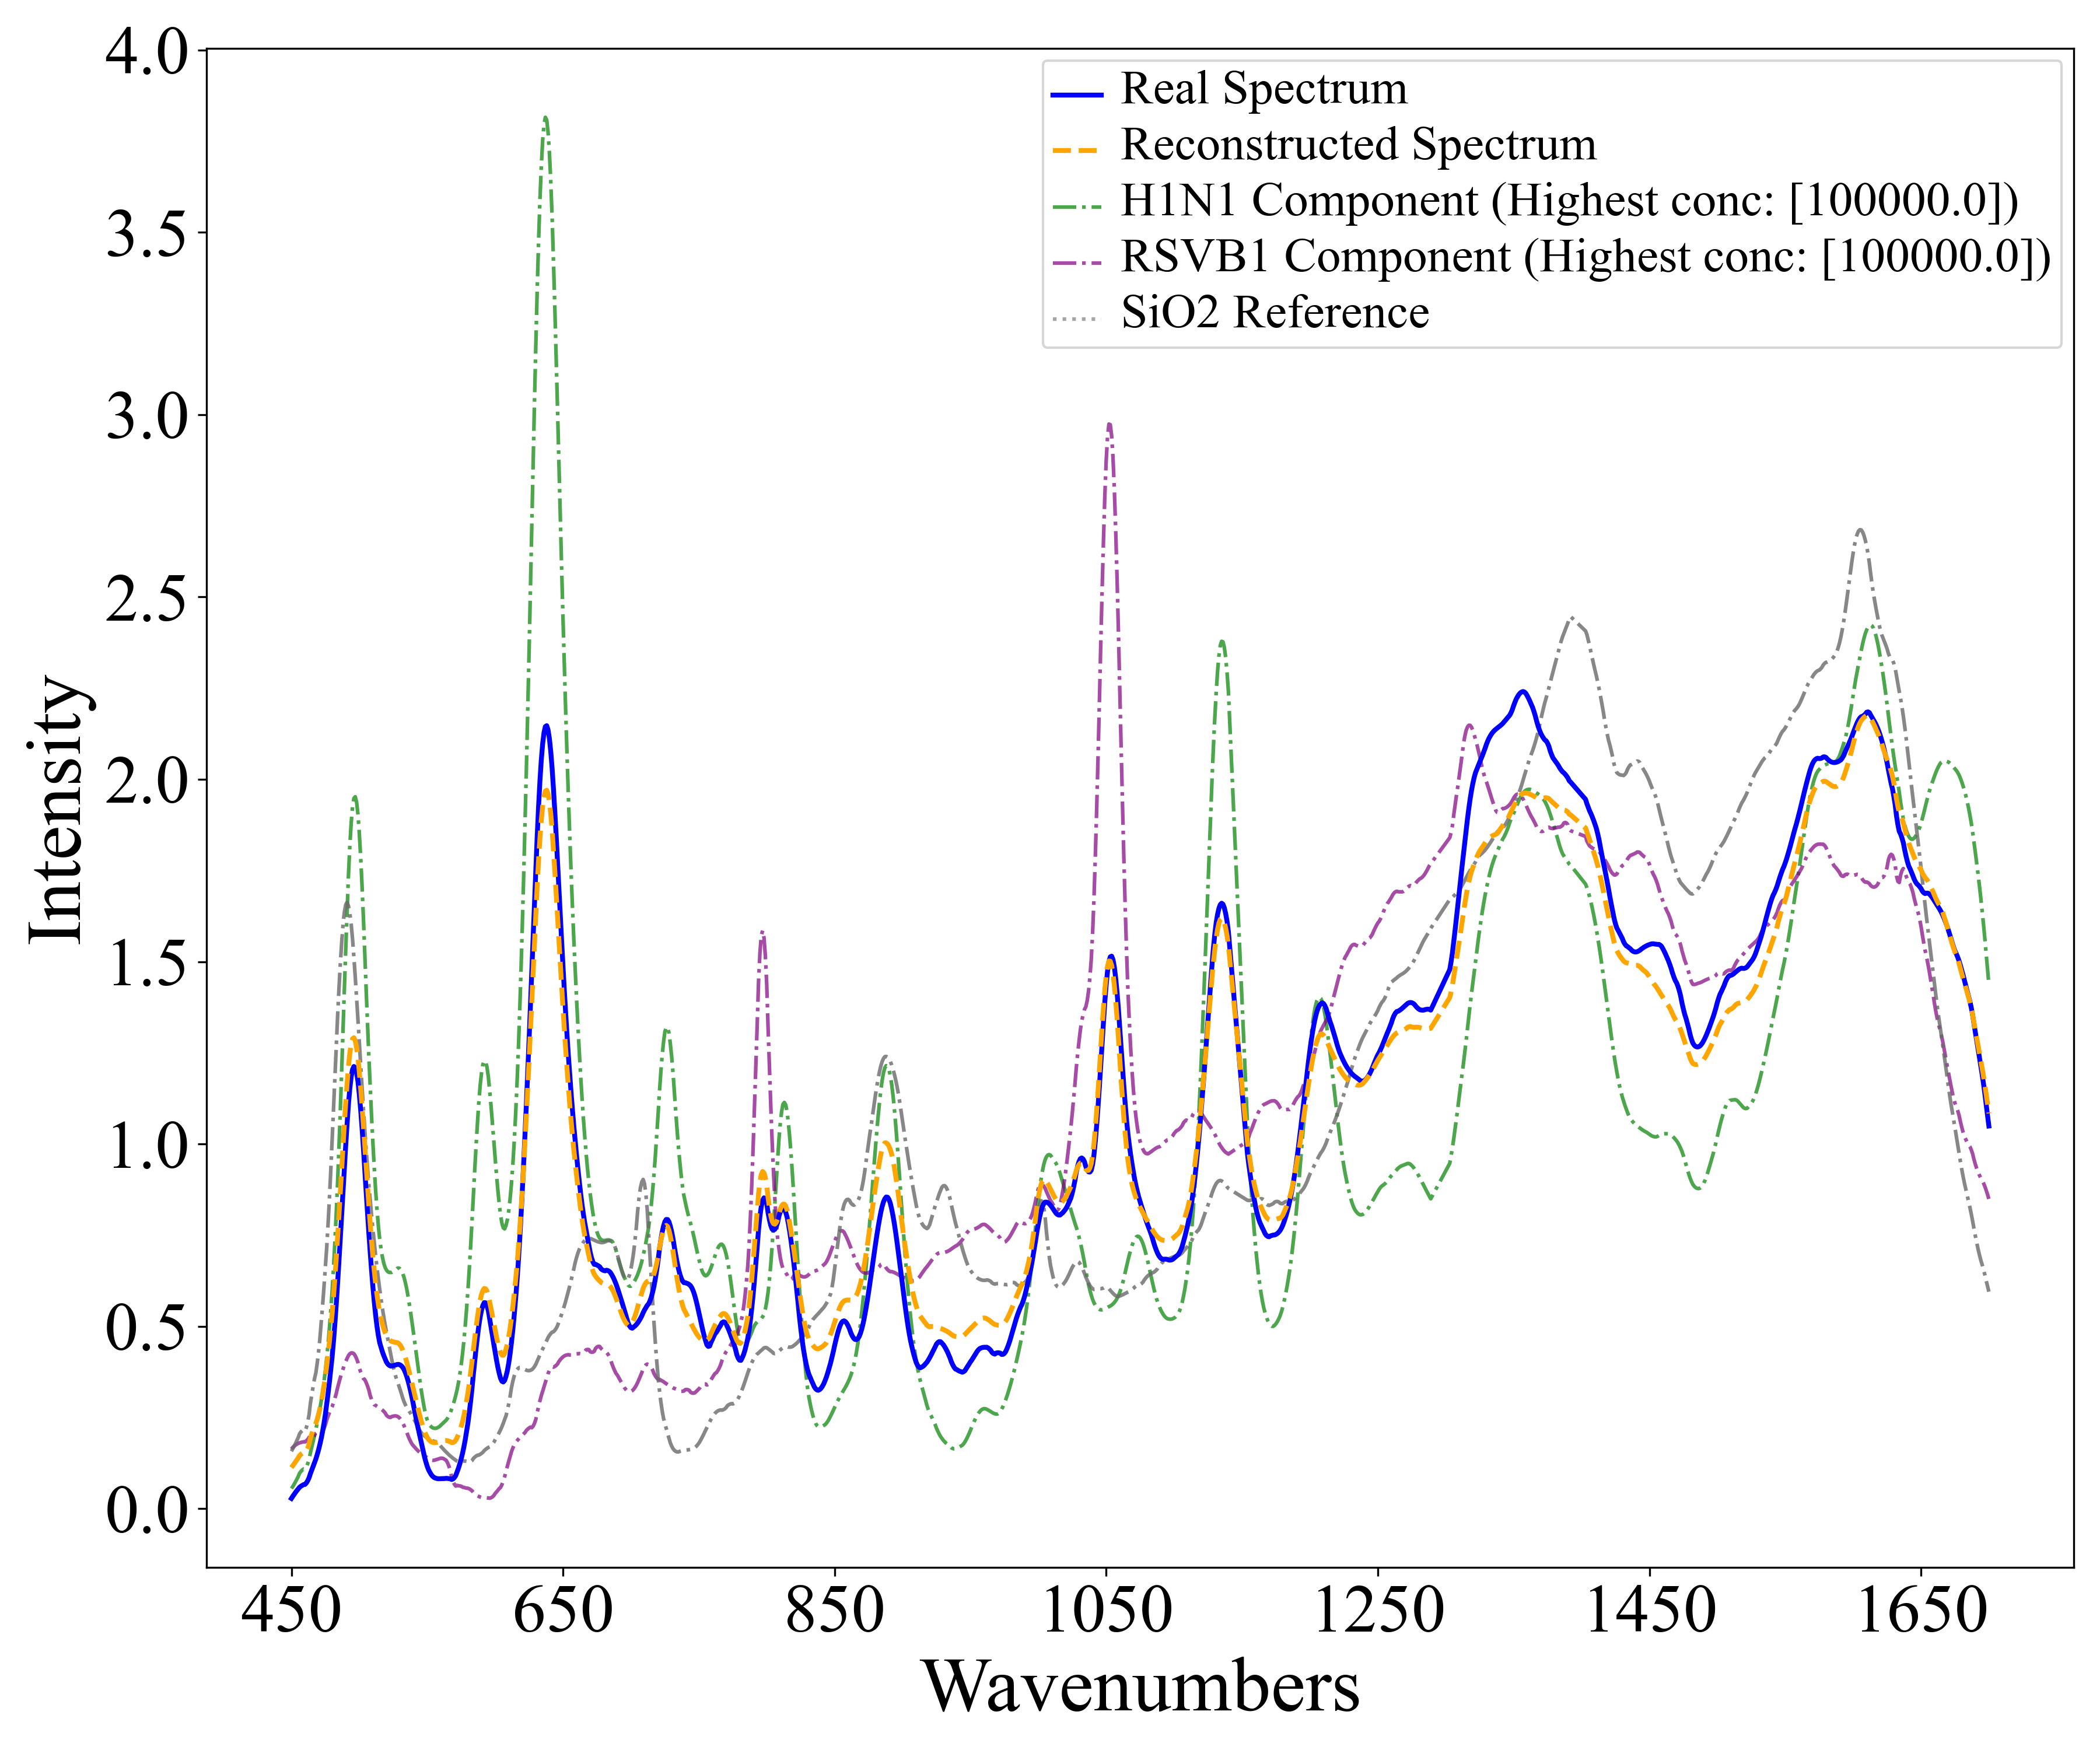 4.0
3.5
3.0
2.5
2.0
1.5
1.0
0.5
0.0
Intensity
Real Spectrum
Reconstructed Spectrum
H1N1 Component (Highest conc: [100000.0])
RSVB1 Component (Highest conc: [100000.0])
SiO2 Reference
450 650 850 1050 1250 1450 1650
Wavenumbers